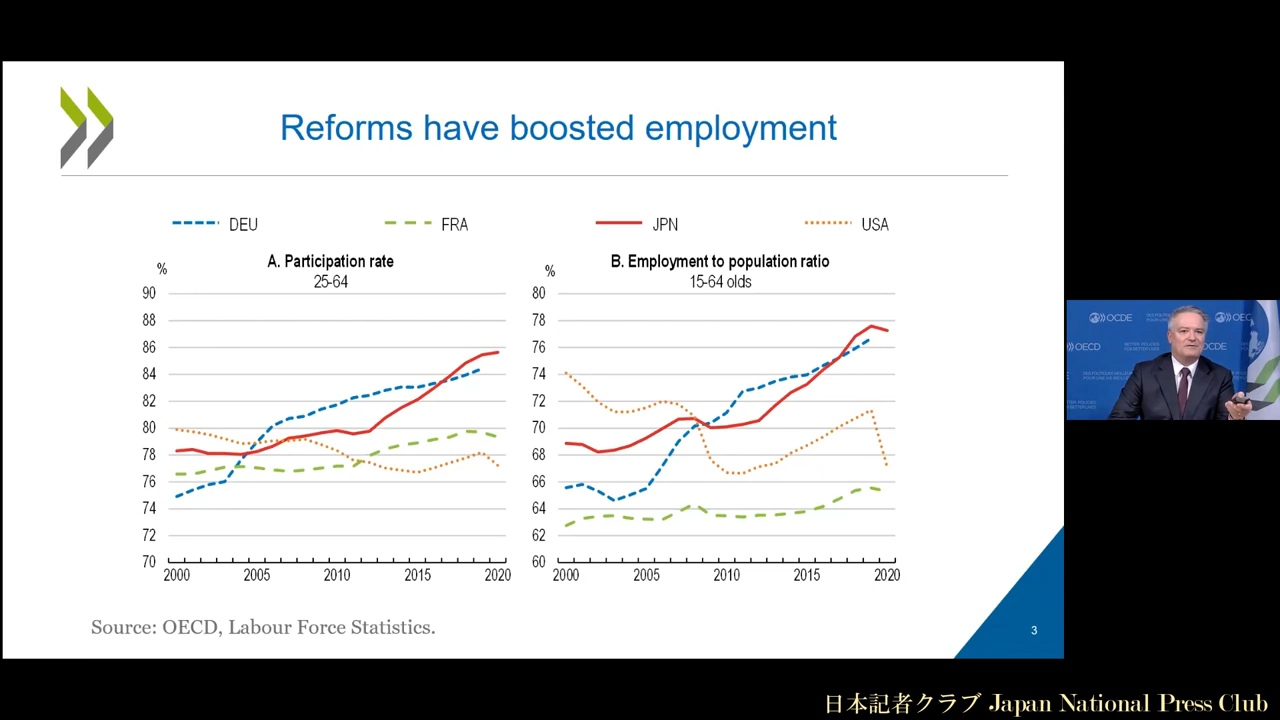 Reforms have boosted employment
DEU
FRA
JPN
USA
A. Participation rate
25-64
%
90
88
86
84
82
80
78
76
74
72
70
2000
2005
2010
2015
2020
B. Employment to population ratio
15-64 olds
%
80
78
76
74
72
70
68
66
64
62
60
2000
2005
2010
2015
2020
Source: OECD, Labour Force Statistics.
3
OCDE
OEC
OECD
OCDE
日本記者クラブ Japan National Press Club